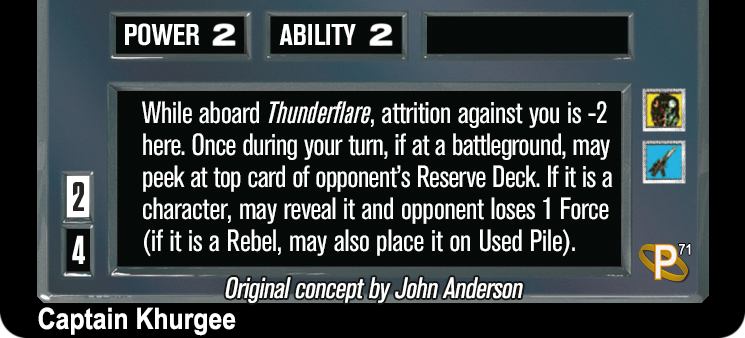 POWER 2 ABILITY 2
While aboard Thunderflare, attrition against you is -2
here. Once during your turn, if at a battleground, may
peek at top card of opponent's Reserve Deck. If it is a
character, may reveal it and opponent loses 1 Force
(if it is a Rebel, may also place it on Used Pile).
2
4
P 71
Original concept by John Anderson
Captain Khurgee